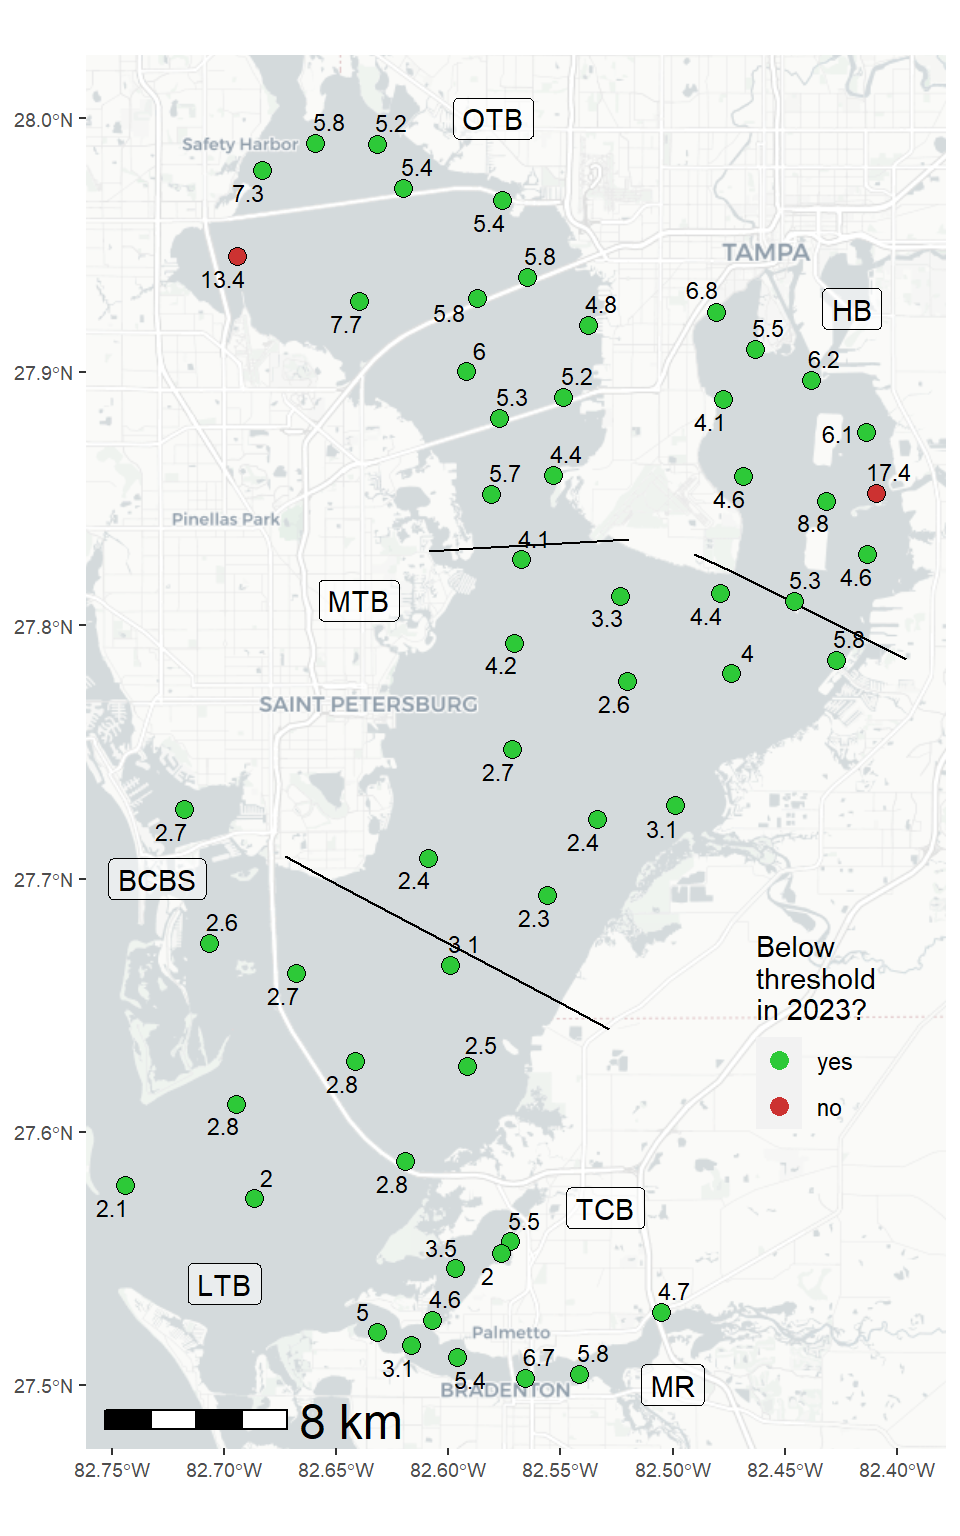 28.0°N
27.9°N
27.8°N
27.7°N
27.6°N
27.5°N
5.8
5.2
OTB
Safety Harbor
5.4
7.3
5.4
TAMPA
5.8
13.4
6.8
HB
4.8
5.8
7.7
5.5
6
6.2
5.2
5.3
4.1
6.1
4.4
5.7
17.4
4.6
Pinellas Park
8.8
4.1
4.6
5.3
MTB
3.3
4.4
5.8
4
4.2
SAINT PETERSBURG
2.6
2.7
2.7
2.4
3.1
BCBS
2.4
2.3
2.6
3.1
Below
threshold
in 2023?
2.7
2.5
yes
2.8
no
2.8
2.8
2
2.1
TCB
5.5
3.5
2
LTB
4.7
4.6
5
Palmetto
6.7
5.8
3.1
5.4
MR
BRADENTON
8 km
82.75°W
82.70°W
82.65°W
82.60°W
82.55°W
82.50°W
82.45°W
82.40°W